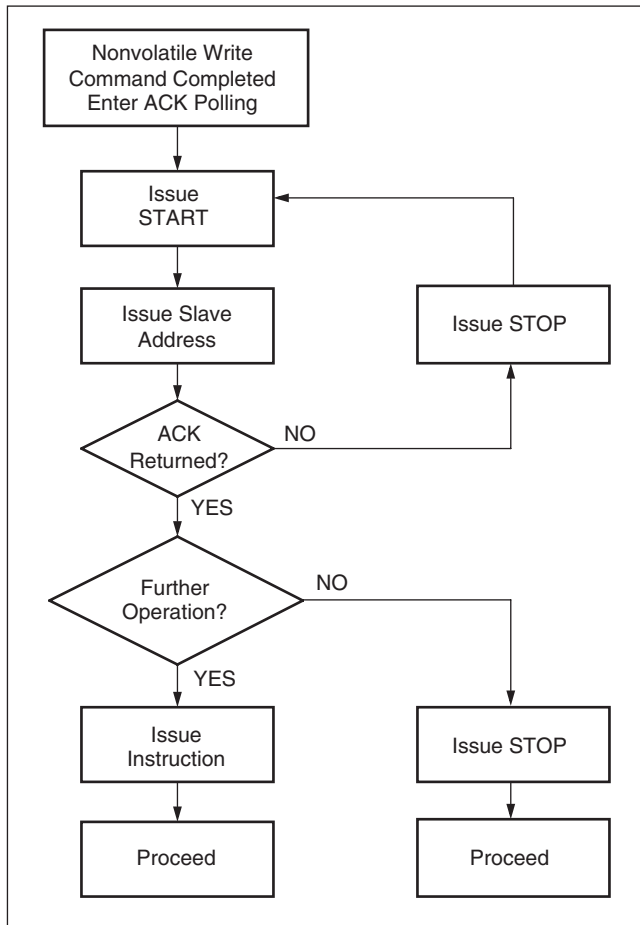 Nonvolatile Write
Command Completed
Enter ACK Polling
Issue
START
Issue Slave
Address
Issue STOP
ACK
Returned?
NO
YES
Further
Operation?
NO
YES
Issue
Instruction
Issue STOP
Proceed
Proceed